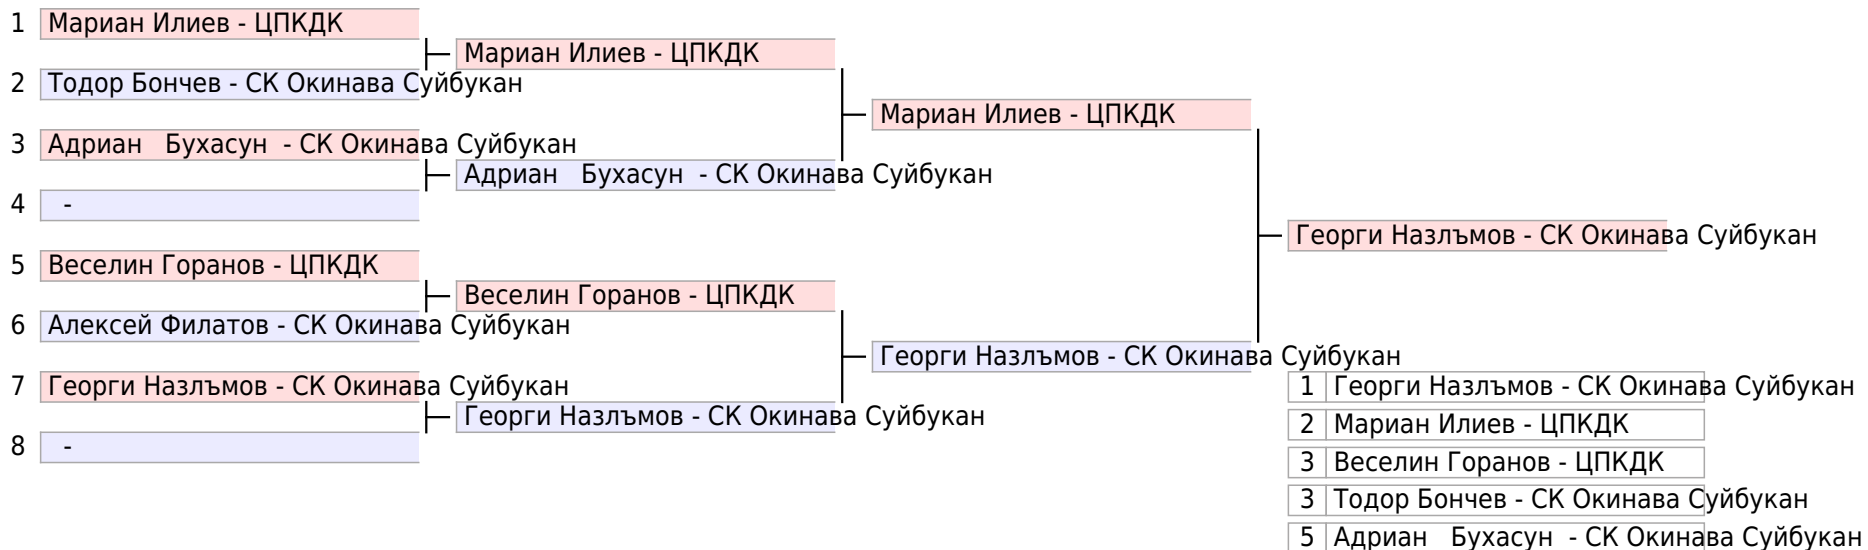 1 Мариан Илиев - ЦПКДК
Мариан Илиев - ЦПКДК
2 Тодор Бончев - СК Окинава Суйбукан
Мариан Илиев - ЦПКДК
3 Адриан   Бухасун  - СК Окинава Суйбукан
Адриан   Бухасун  - СК Окинава Суйбукан
4 -
Георги Назлъмов - СК Окинава Суйбукан
5 Веселин Горанов - ЦПКДК
Веселин Горанов - ЦПКДК
6 Алексей Филатов - СК Окинава Суйбукан
Георги Назлъмов - СК Окинава Суйбукан
7 Георги Назлъмов - СК Окинава Суйбукан
Георги Назлъмов - СК Окинава Суйбукан
8 -
1 Георги Назлъмов - СК Окинава Суйбукан
2 Мариан Илиев - ЦПКДК
3 Веселин Горанов - ЦПКДК
3 Тодор Бончев - СК Окинава Суйбукан
5 Адриан   Бухасун  - СК Окинава Суйбукан